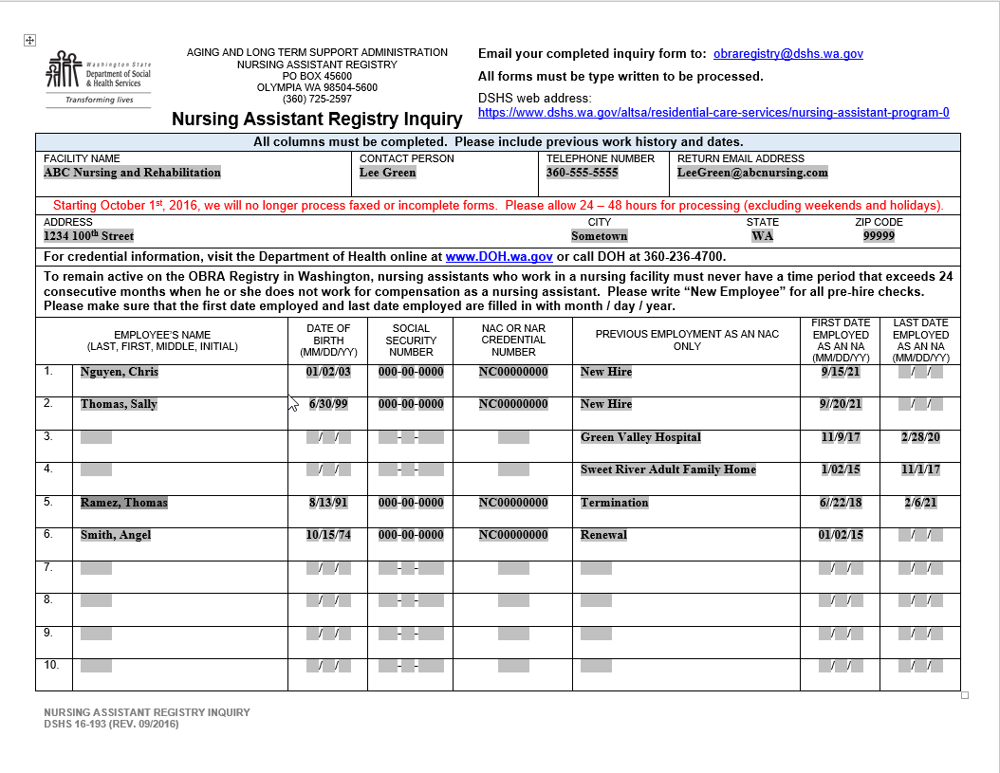 Washington State
Department of Social
& Health Services
Transforming lives
AGING AND LONG TERM SUPPORT ADMINISTRATION
NURSING ASSISTANT REGISTRY
PO BOX 45600
OLYMPIA WA 98504-5600
(360) 725-2597
Nursing Assistant Registry Inquiry
Email your completed inquiry form to: obraregistry@dshs.wa.gov
All forms must be type written to be processed.
DSHS web address:
https://www.dshs.wa.gov/altsa/residential-care-services/nursing-assistant-program-0
All columns must be completed. Please include previous work history and dates.
FACILITY NAME CONTACT PERSON TELEPHONE NUMBER RETURN EMAIL ADDRESS
ABC Nursing and Rehabilitation Lee Green 360-555-5555 LeeGreen@abcnursing.com
Starting October 1st, 2016, we will no longer process faxed or incomplete forms. Please allow 24 – 48 hours for processing (excluding weekends and holidays).
ADDRESS CITY STATE ZIP CODE
1234 100th Street Sometown WA 99999
For credential information, visit the Department of Health online at www.DOH.wa.gov or call DOH at 360-236-4700.
To remain active on the OBRA Registry in Washington, nursing assistants who work in a nursing facility must never have a time period that exceeds 24
consecutive months when he or she does not work for compensation as a nursing assistant. Please write “New Employee” for all pre-hire checks.
Please make sure that the first date employed and last date employed are filled in with month / day / year.
EMPLOYEE'S NAME
(LAST, FIRST, MIDDLE, INITIAL)
DATE OF
BIRTH
(MM/DD/YY)
SOCIAL
SECURITY
NUMBER
NAC OR NAR
CREDENTIAL
NUMBER
PREVIOUS EMPLOYMENT AS AN NAC
ONLY
FIRST DATE
EMPLOYED
AS AN NA
(MM/DD/YY)
LAST DATE
EMPLOYED
AS AN NA
(MM/DD/YY)
1. Nguyen, Chris 01/02/03 000-00-0000 NC00000000 New Hire 9/15/21 / /
2. Thomas, Sally 6/30/99 000-00-0000 NC00000000 New Hire 9//20/21 / /
3. / / - - Green Valley Hospital 11/9/17 2/28/20
4. / / - - Sweet River Adult Family Home 1/02/15 11/1/17
5. Ramez, Thomas 8/13/91 000-00-0000 NC00000000 Termination 6//22/18 2/6/21
6. Smith, Angel 10/15/74 000-00-0000 NC00000000 Renewal 01/02/15 / /
7. / / - - / / / /
8. / / - - / / / /
9. / / - - / / / /
10. / / - - / / / /
NURSING ASSISTANT REGISTRY INQUIRY
DSHS 16-193 (REV. 09/2016)